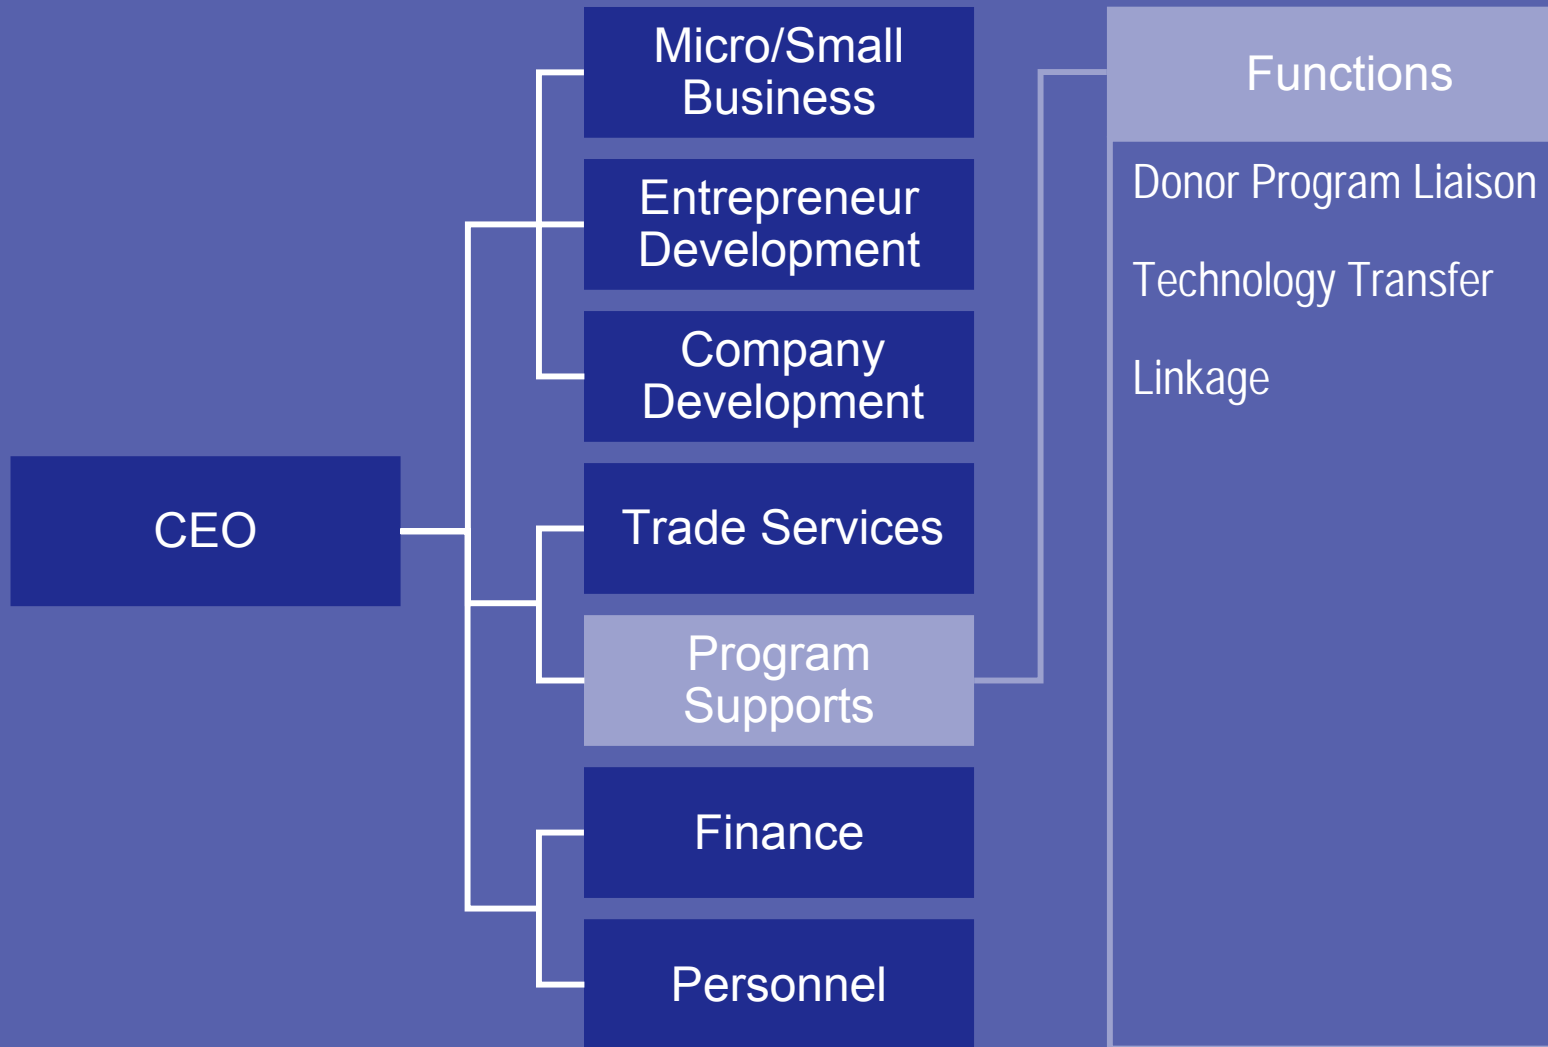 CEO
Micro/Small
Business
Entrepreneur
Development
Company
Development
Trade Services
Program
Supports
Finance
Personnel
Functions
Donor Program Liaison
Technology Transfer
Linkage